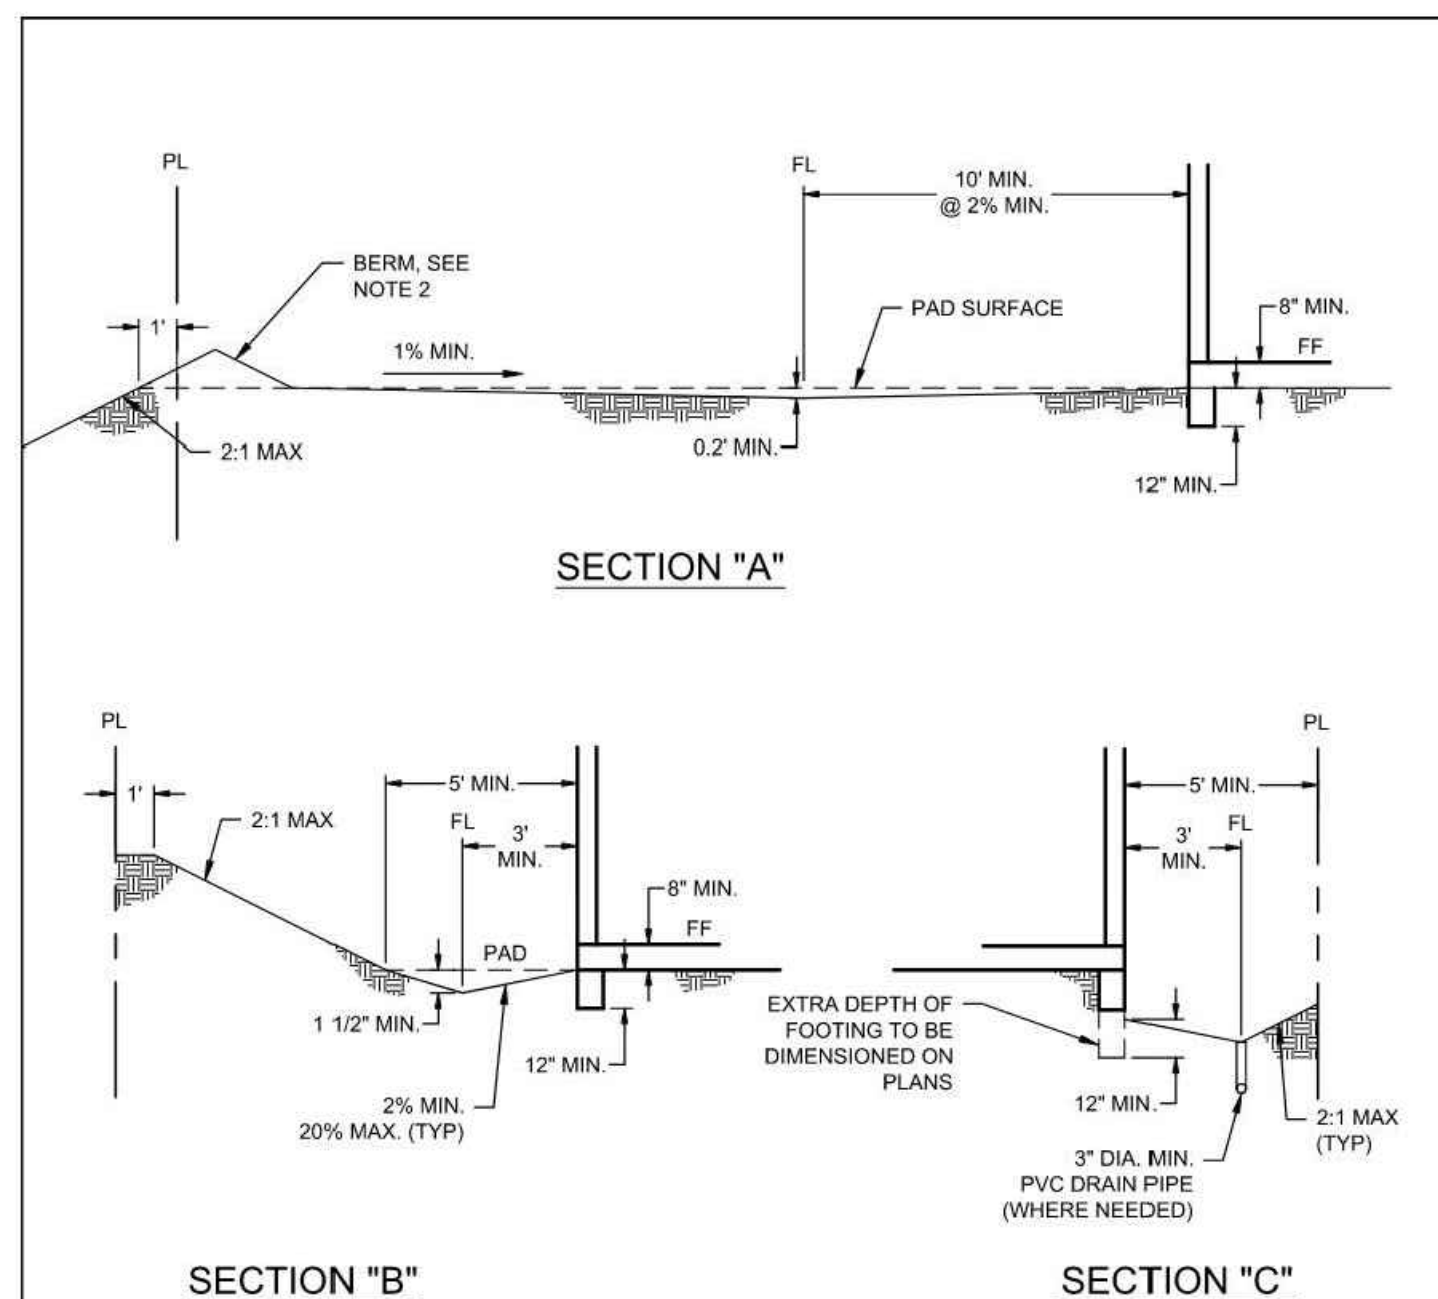 PL
FL
10' MIN.
@ 2% MIN.
BERM, SEE
NOTE 2
1'
1% MIN.
PAD SURFACE
8" MIN.
FF
2:1 MAX
0.2' MIN.
12" MIN.
SECTION "A"
PL
1'
2:1 MAX
5' MIN.
FL
3'
MIN.
8" MIN.
FF
PAD
1 1/2" MIN.
12" MIN.
2% MIN.
20% MAX. (TYP)
SECTION "B"
PL
5' MIN.
FL
3'
MIN.
EXTRA DEPTH OF
FOOTING TO BE
DIMENSIONED ON
PLANS
12" MIN.
2:1 MAX
(TYP)
3" DIA. MIN.
PVC DRAIN PIPE
(WHERE NEEDED)
SECTION "C"